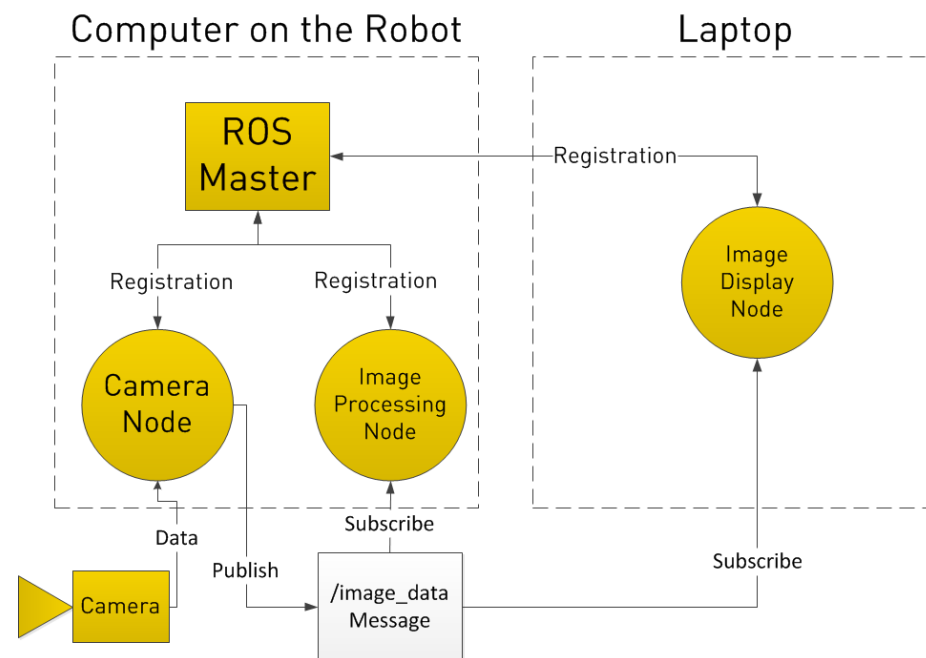 Computer on the Robot
Laptop
ROS
Master
Registration
Registration
Registration
Image
Display
Node
Camera
Node
Image
Processing
Node
Data
Publish
Subscribe
Subscribe
Camera
/image_data
Message